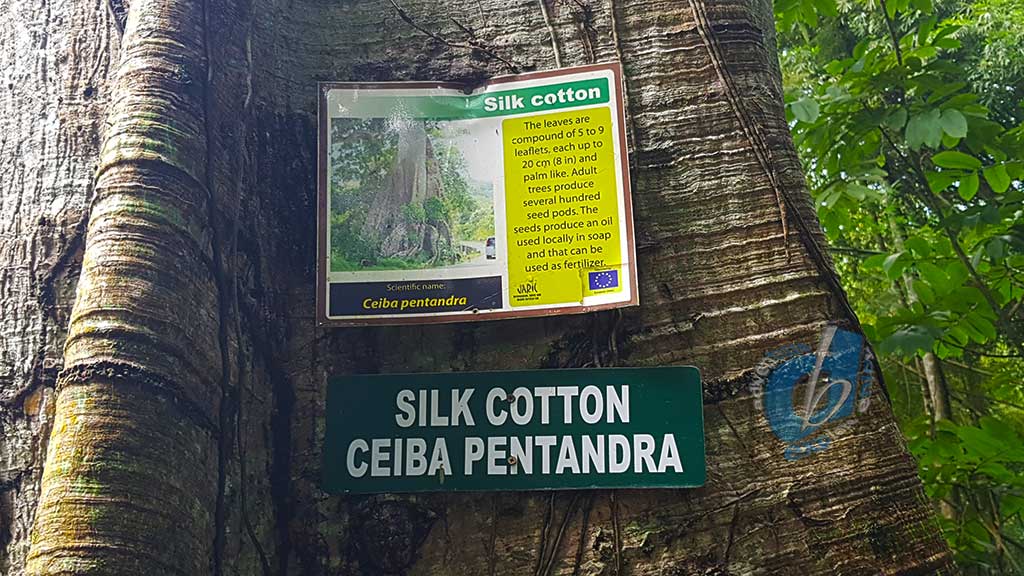 Silk cotton
The leaves are
compound of 5 to 9
leaflets, each up to
20 cm (8 in) and
palm like. Adult
trees produce
several hundred
seed pods. The
seeds produce an oil
used locally in soap
and that can be
used as fertilizer.
Scientific name:
Ceiba pentandra
SILK COTTON
CEIBA PENTANDRA